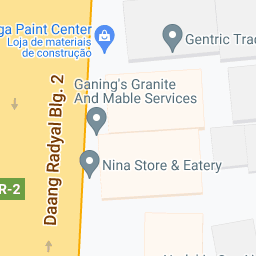 ga Paint Center
Loja de materiais
de construção
Gentric Trad
Ganing's Granite
And Mable Services
Nina Store & Eatery
R-2
Daang Radyal Blg. 2